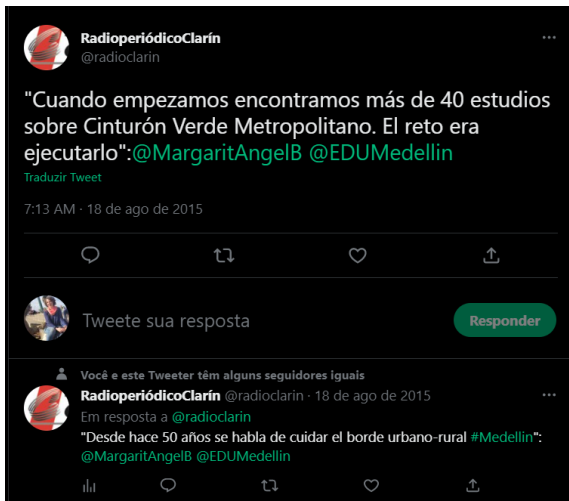 RadioperiódicoClarín
@radioclarin
"Cuando empezamos encontramos más de 40 estudios
sobre Cinturón Verde Metropolitano. El reto era
ejecutarlo":@MargaritAngelB @EDUMedellin
Traduzir Tweet
7:13 AM · 18 de ago de 2015
Tweete sua resposta
Responder
Você e este Tweeter têm alguns seguidores iguais
RadioperiódicoClarín @radioclarin · 18 de ago de 2015
Em resposta a @radioclarin
"Desde hace 50 años se habla de cuidar el borde urbano-rural #Medellin":
@MargaritAngelB @EDUMedellin